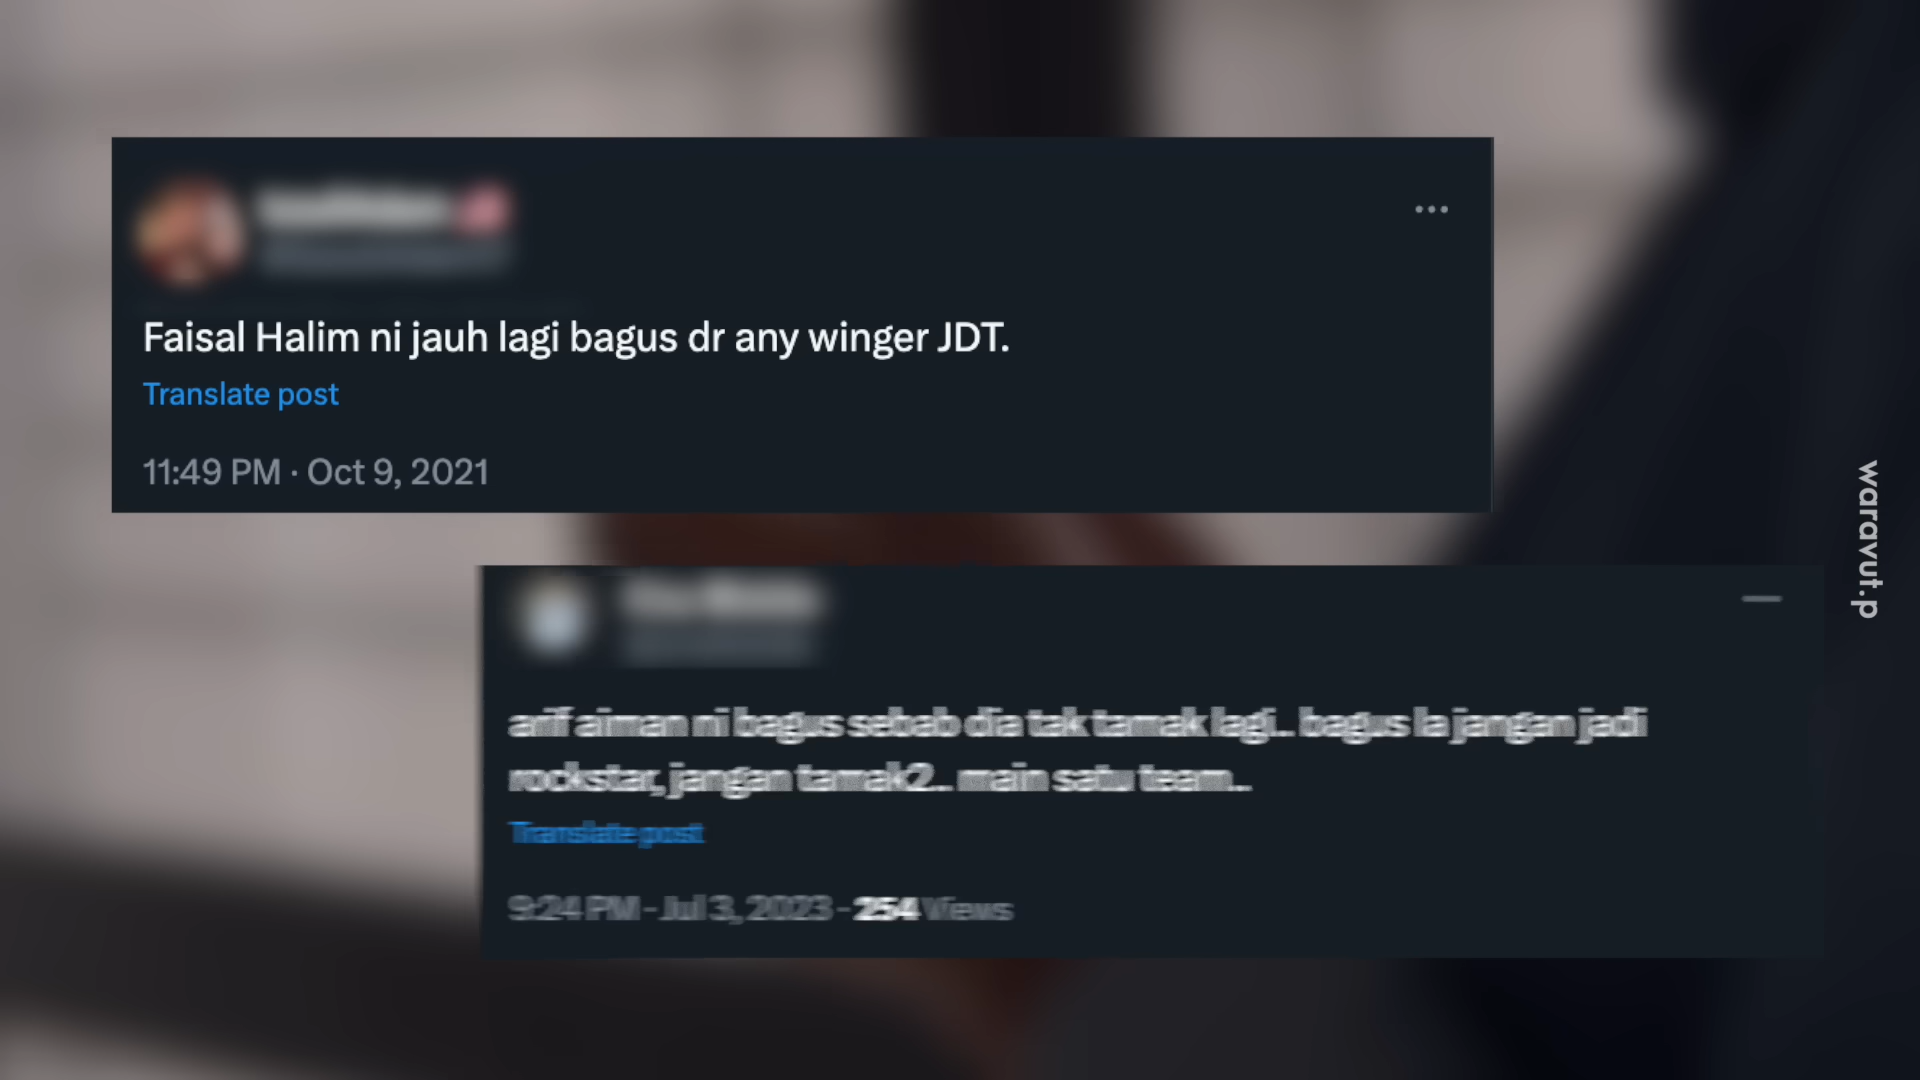 Faisal Halim ni jauh lagi bagus dr any winger JDT.
Translate post
11:49 PM · Oct 9, 2021
arif aiman ni bagus sebab dia tak tamak lagi.. bagus la jangan jadi
rockstar, jangan tamak2... main satu team...
Translate post
9:24 PM · Jul 3, 2023 · 254 Views
waravut.p